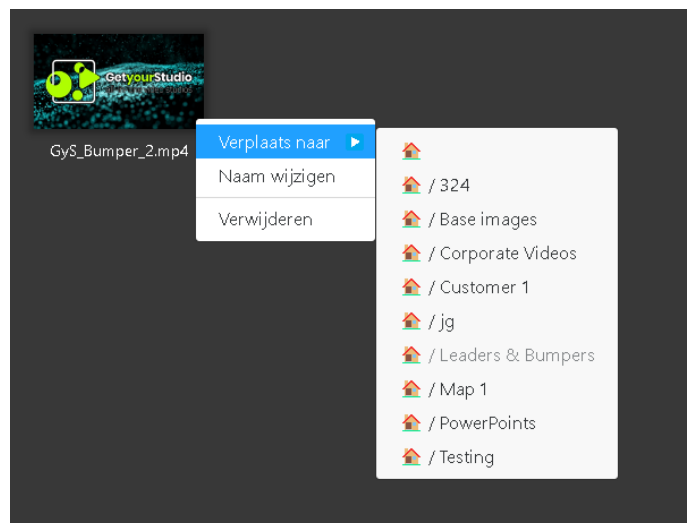 GetyourStudio
GyS_Bumper_2.mp4
Verplaats naar
Naam wijzigen
Verwijderen
/ 324
/ Base images
/ Corporate Videos
/ Customer 1
/ jg
/ Leaders & Bumpers
/ Map 1
/ PowerPoints
/ Testing